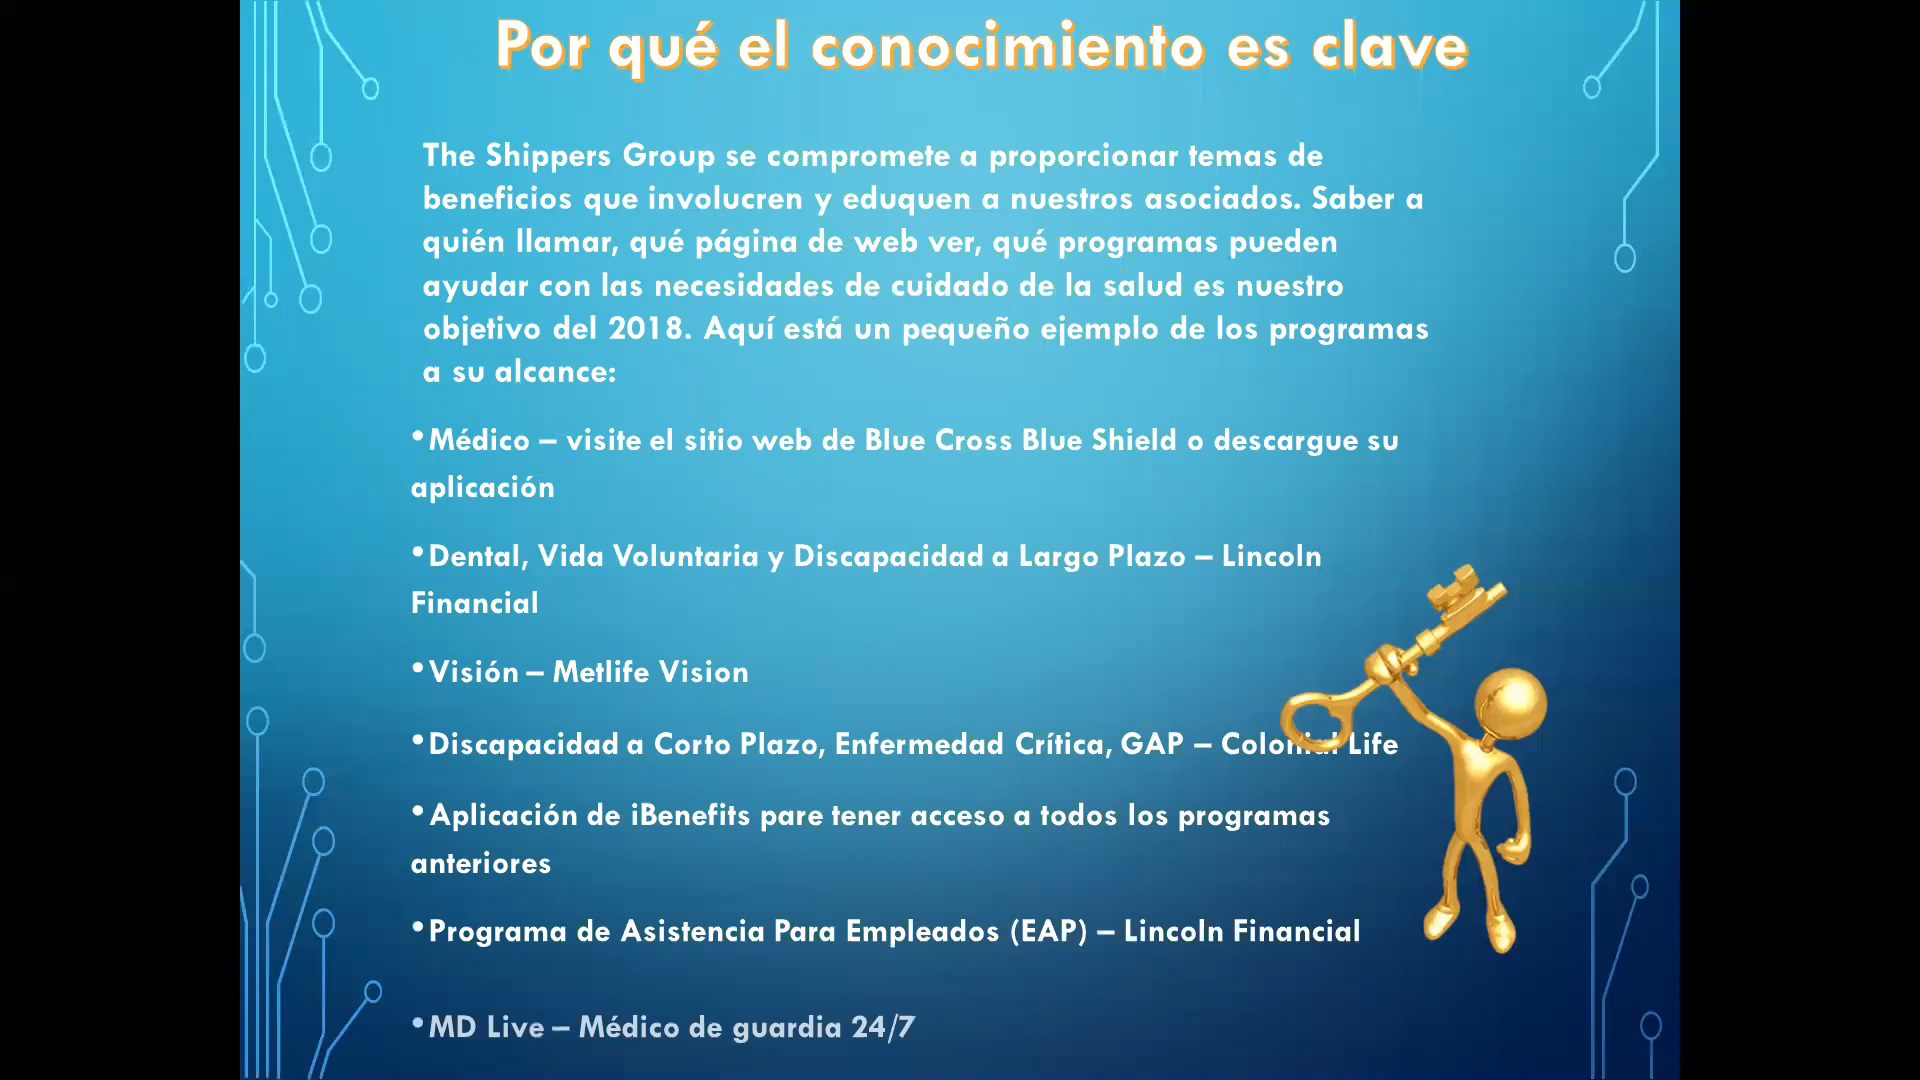 Por qué el conocimiento es clave
The Shippers Group se compromete a proporcionar temas de
beneficios que involucren y eduquen a nuestros asociados. Saber a
quién llamar, qué página de web ver, qué programas pueden
ayudar con las necesidades de cuidado de la salud es nuestro
objetivo del 2018. Aquí está un pequeño ejemplo de los programas
a su alcance:
•Médico – visite el sitio web de Blue Cross Blue Shield o descargue su
aplicación
•Dental, Vida Voluntaria y Discapacidad a Largo Plazo – Lincoln
Financial
•Visión – Metlife Vision
•Discapacidad a Corto Plazo, Enfermedad Crítica, GAP – Colonial Life
•Aplicación de iBenefits pare tener acceso a todos los programas
anteriores
•Programa de Asistencia Para Empleados (EAP) – Lincoln Financial
•MD Live – Médico de guardia 24/7